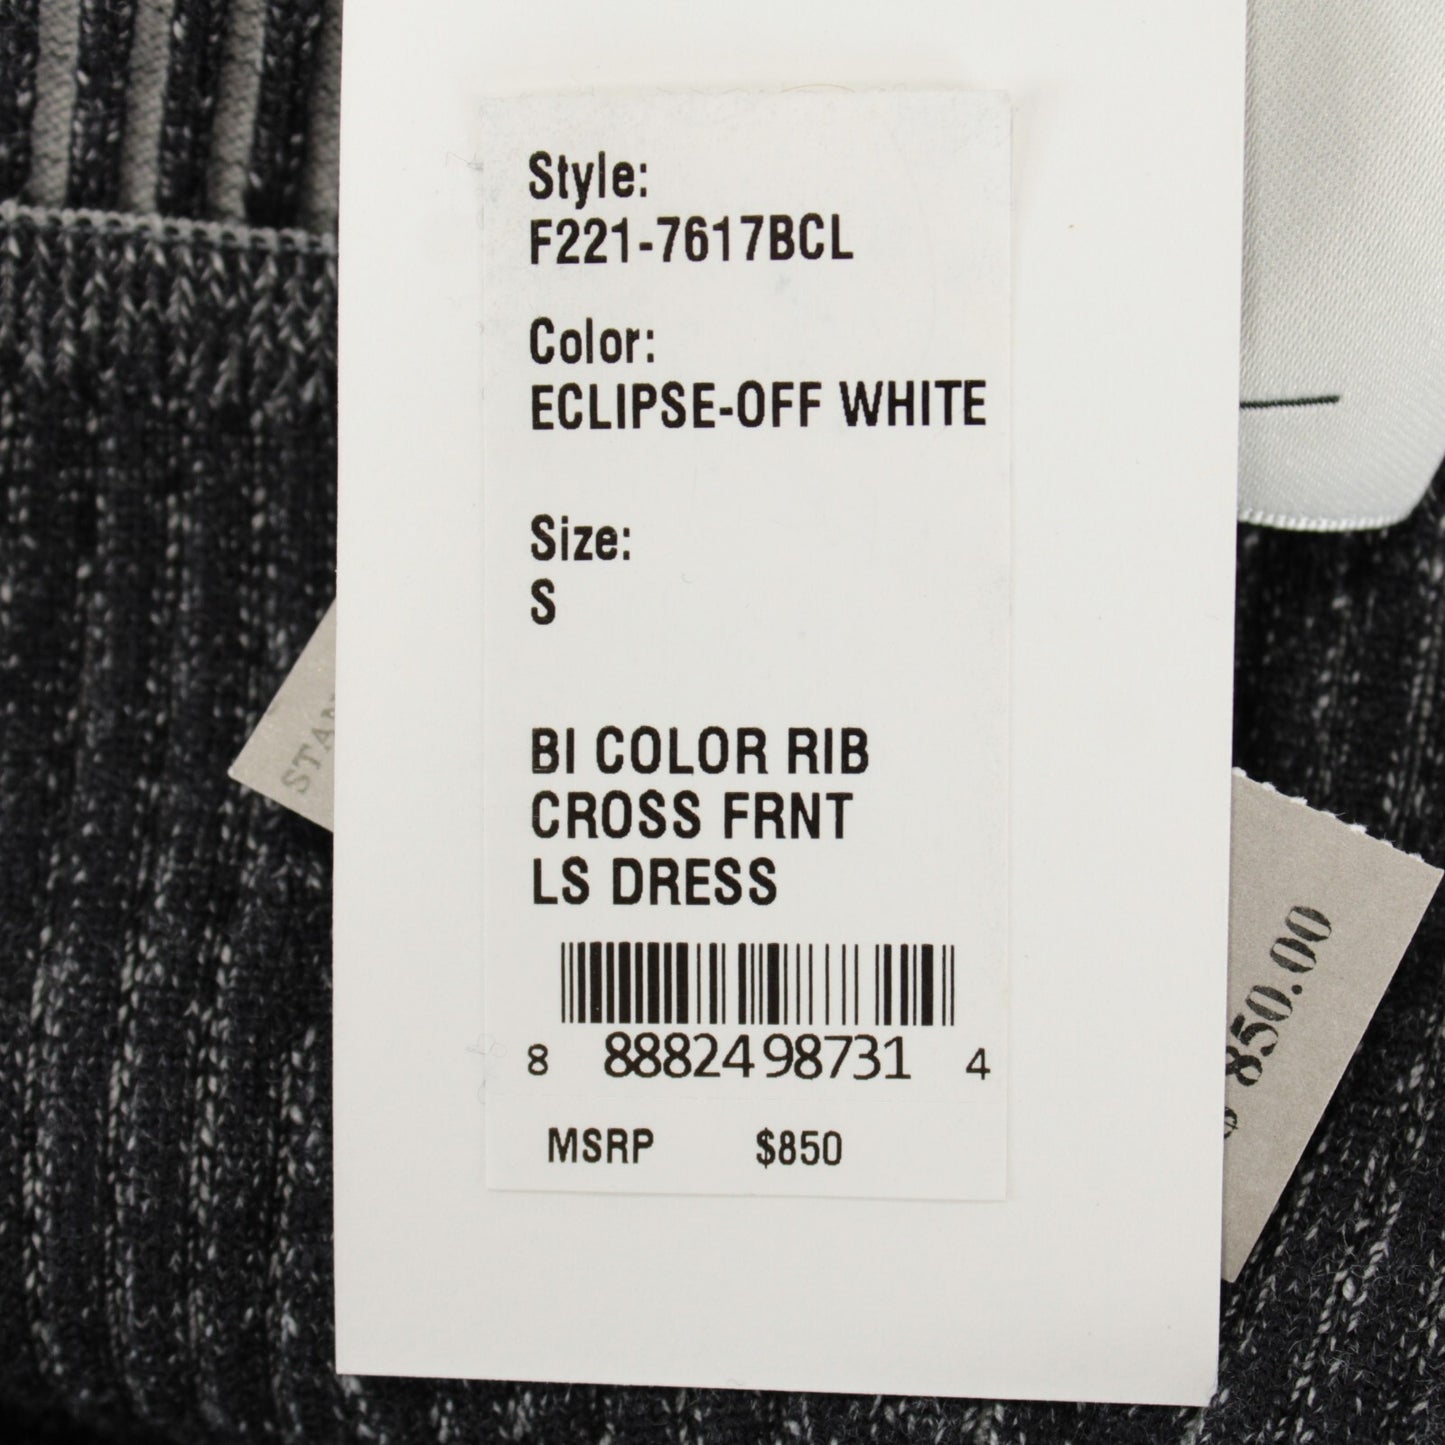 Style:
F221-7617BCL
Color:
ECLIPSE-OFF WHITE
Size:
S
BI COLOR RIB
CROSS FRNT
LS DRESS
8 88824 98731 4
MSRP $850
850.00